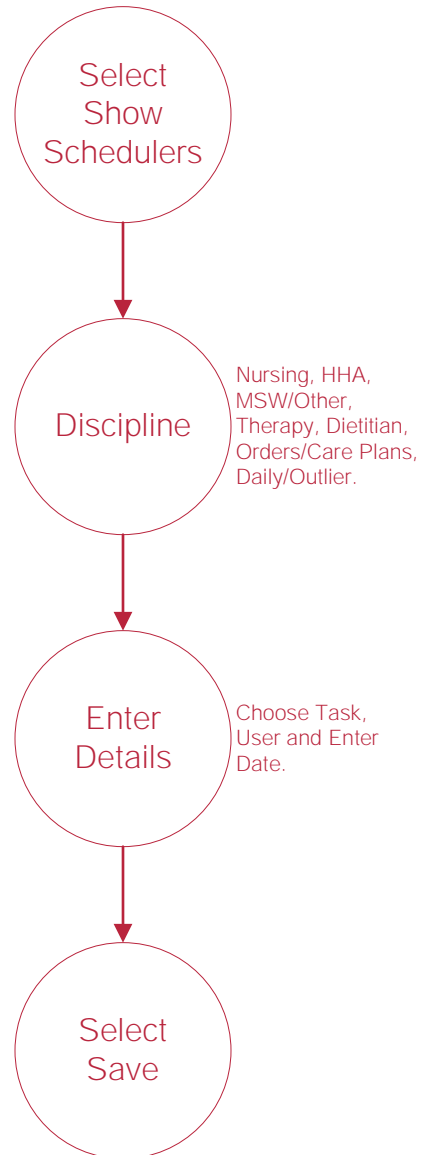 Select
Show
Schedulers
Discipline
Nursing, HHA,
MSW/Other,
Therapy, Dietitian,
Orders/Care Plans,
Daily/Outlier.
Enter
Details
Choose Task,
User and Enter
Date.
Select
Save